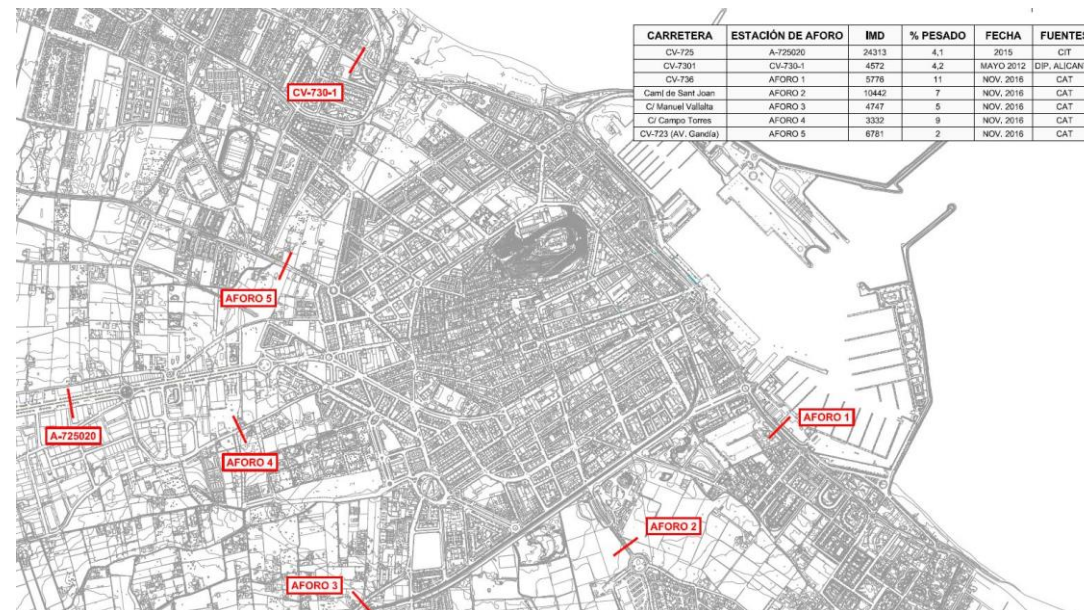 CARRETERA ESTACIÓN DE AFORO IMD % PESADO FECHA FUENTES
CV-725 A-725020 24313 4,1 2015 CIT
CV-7301 CV-730-1 4572 4,2 MAYO 2012 DIP. ALICAN
CV-736 AFORO 1 5776 11 NOV. 2016 CAT
Camí de Sant Joan AFORO 2 10442 7 NOV. 2016 CAT
C/ Manuel Vallalta AFORO 3 4747 5 NOV. 2016 CAT
C/ Campo Torres AFORO 4 3332 9 NOV. 2016 CAT
CV-723 (AV. Gandía) AFORO 5 6781 2 NOV. 2016 CAT
CV-730-1
AFORO 5
A-725020
AFORO 4
AFORO 1
AFORO 2
AFORO 3